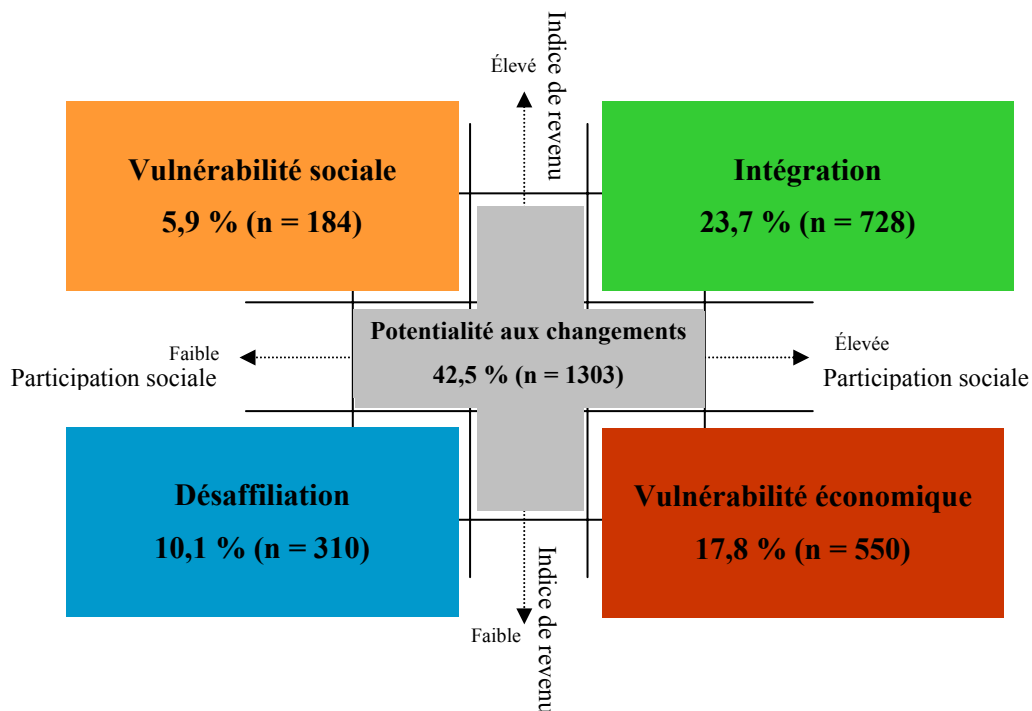 Élevé
Indice de revenu
Vulnérabilité sociale
5,9 % (n = 184)
Intégration
23,7 % (n = 728)
Potentialité aux changements
42,5 % (n = 1303)
Faible
Participation sociale
Élevée
Participation sociale
Désaffiliation
10,1 % (n = 310)
Vulnérabilité économique
17,8 % (n = 550)
Faible
Indice de revenu